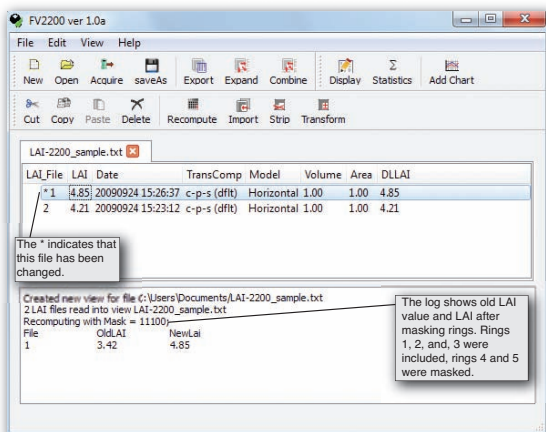 FV2200 ver 1.0a
File Edit View Help
New Open Acquire saveAs Export Expand Combine Display Statistics Add Chart
Cut Copy Paste Delete Recompute Import Strip Transform
LAI-2200_sample.txt
LAI_File LAI Date TransComp Model Volume Area DLLAI
* 1 4.85 20090924 15:26:37 c-p-s (dflt) Horizontal 1.00 1.00 4.85
2 4.21 20090924 15:23:12 c-p-s (dflt) Horizontal 1.00 1.00 4.21
The * indicates that
this file has been
changed.
Created new view for file C:\Users\Documents/LAI-2200_sample.txt
2 LAI files read into view LAI-2200_sample.txt
Recomputing with Mask = 11100;
File OldLAI NewLai
1 3.42 4.85
The log shows old LAI
value and LAI after
masking rings. Rings
1, 2, and, 3 were
included, rings 4 and 5
were masked.